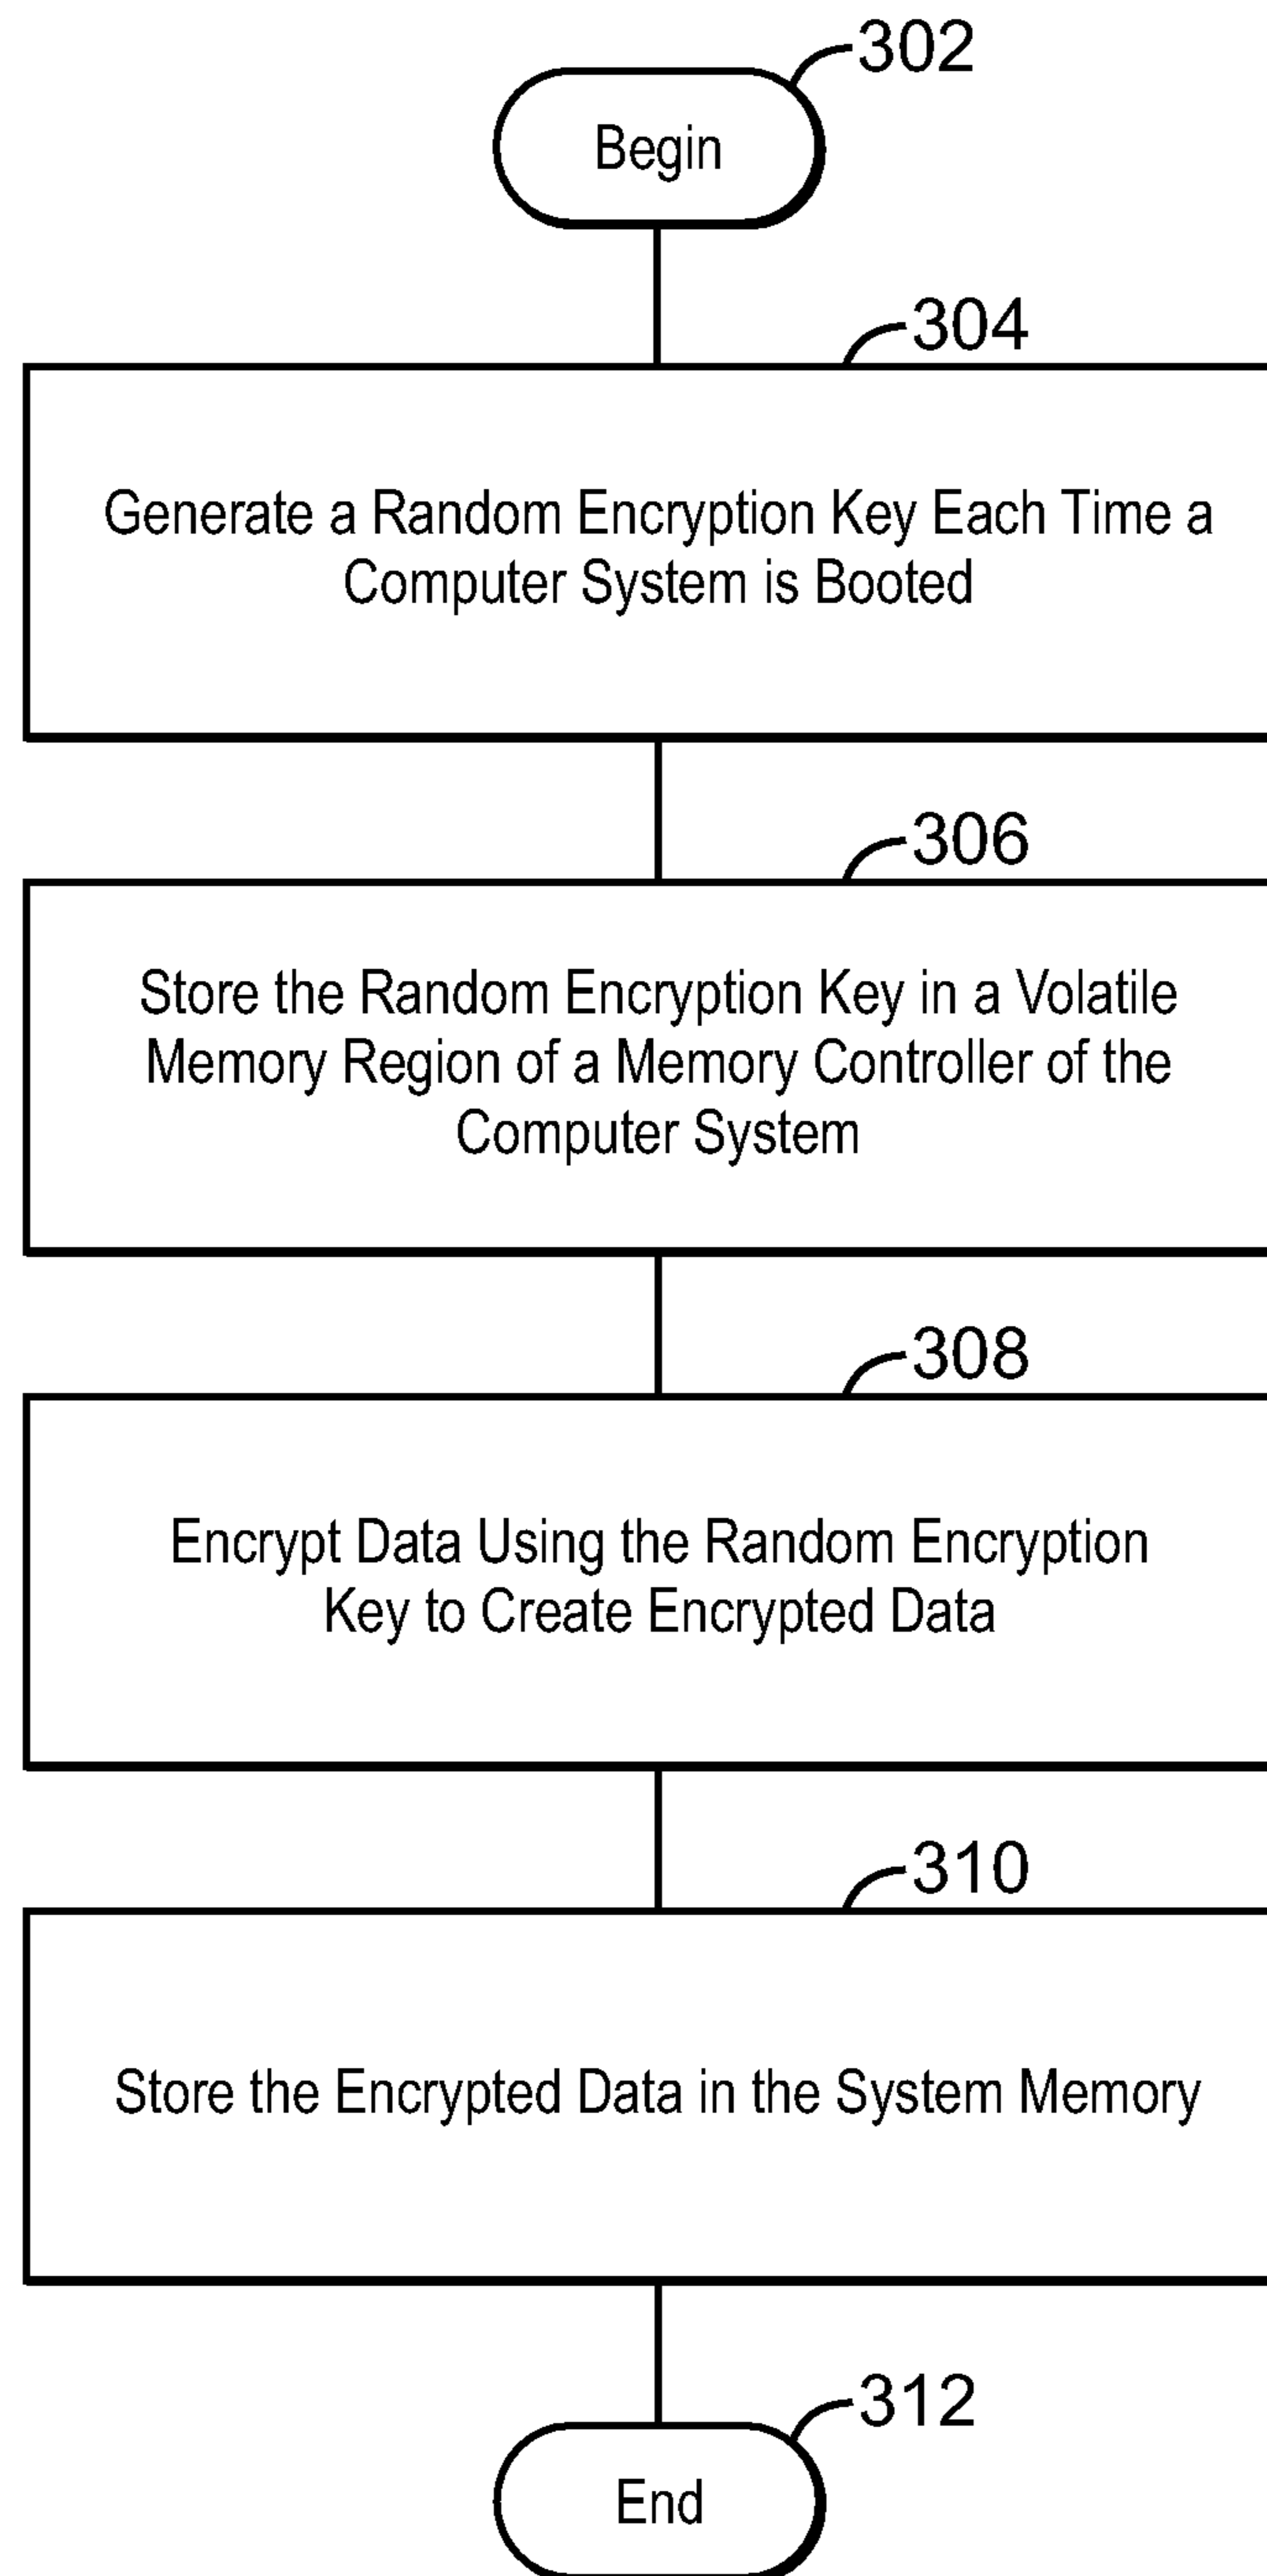 302
Begin
304
Generate a Random Encryption Key Each Time a
Computer System is Booted
306
Store the Random Encryption Key in a Volatile
Memory Region of a Memory Controller of the
Computer System
308
Encrypt Data Using the Random Encryption
Key to Create Encrypted Data
310
Store the Encrypted Data in the System Memory
312
End